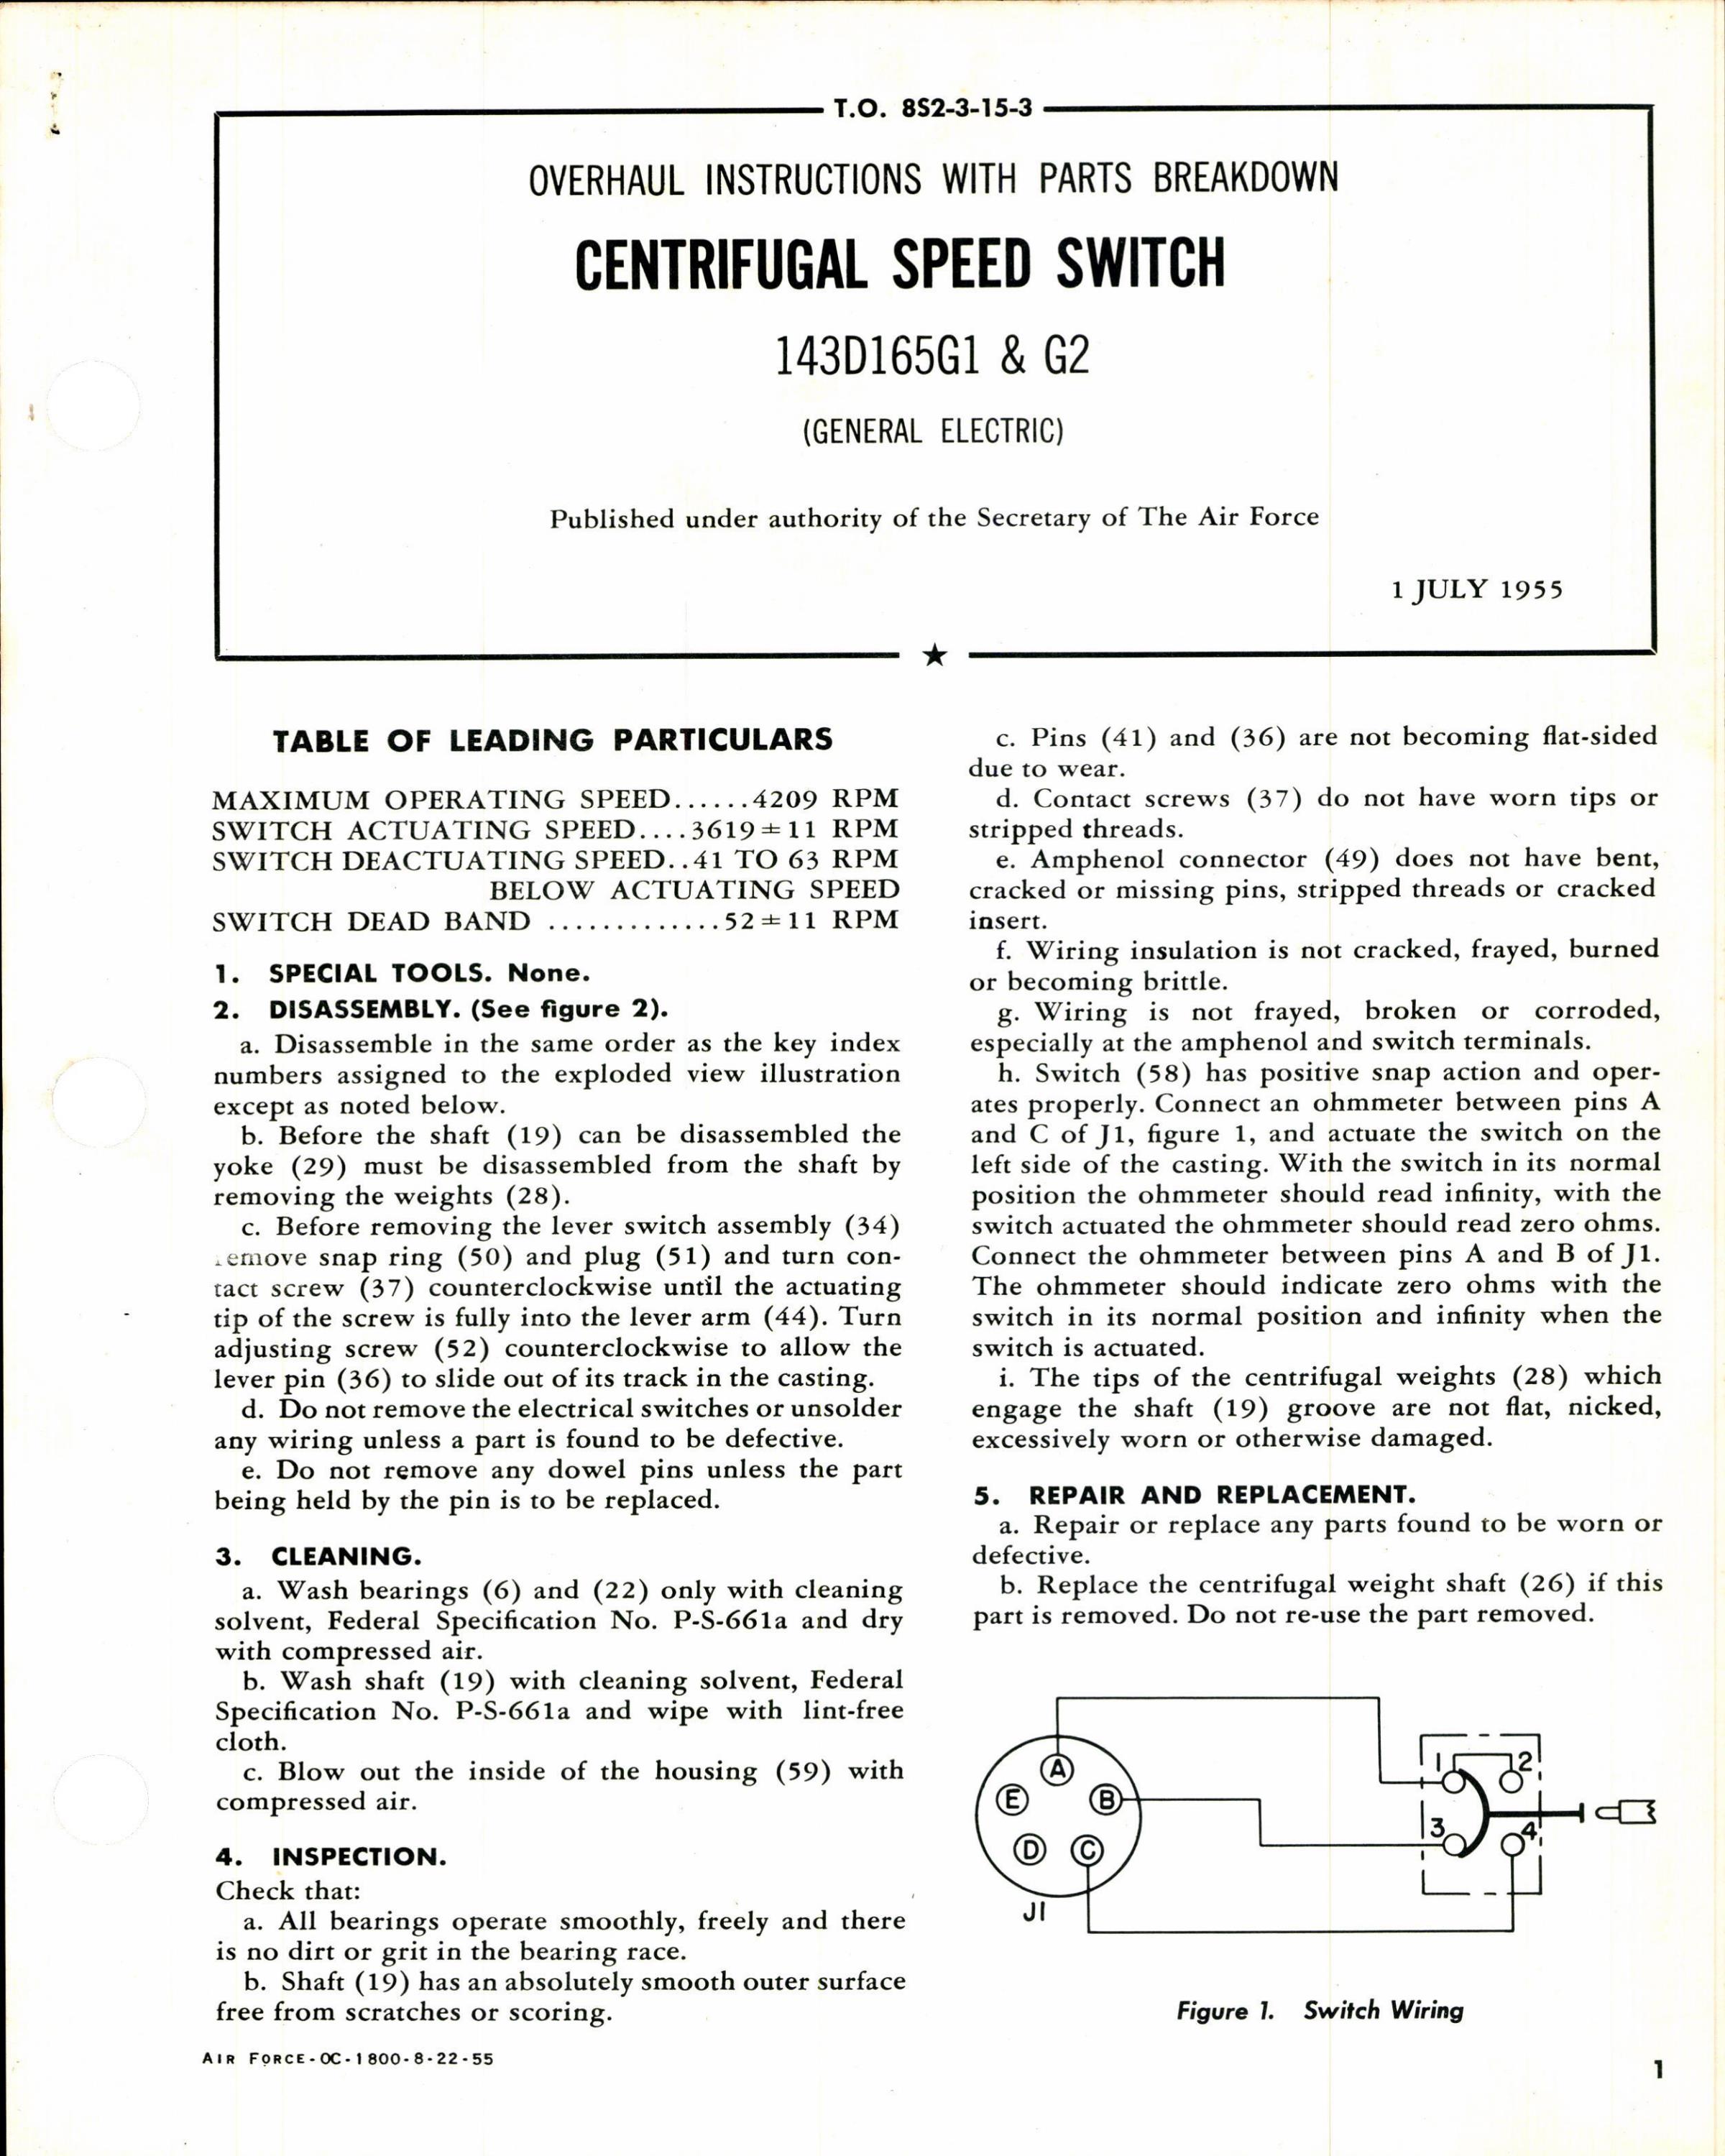 T.O. 8S2-3-15-3
OVERHAUL INSTRUCTIONS WITH PARTS BREAKDOWN
CENTRIFUGAL SPEED SWITCH
143D165G1 & G2
(GENERAL ELECTRIC)
Published under authority of the Secretary of The Air Force
1 JULY 1955
TABLE OF LEADING PARTICULARS
MAXIMUM OPERATING SPEED......4209 RPM
SWITCH ACTUATING SPEED....3619±11 RPM
SWITCH DEACTUATING SPEED..41 TO 63 RPM
BELOW ACTUATING SPEED
SWITCH DEAD BAND .............52±11 RPM
1. SPECIAL TOOLS. None.
2. DISASSEMBLY. (See figure 2).
a. Disassemble in the same order as the key index
numbers assigned to the exploded view illustration
except as noted below.
b. Before the shaft (19) can be disassembled the
yoke (29) must be disassembled from the shaft by
removing the weights (28).
c. Before removing the lever switch assembly (34)
remove snap ring (50) and plug (51) and turn con-
tact screw (37) counterclockwise until the actuating
tip of the screw is fully into the lever arm (44). Turn
adjusting screw (52) counterclockwise to allow the
lever pin (36) to slide out of its track in the casting.
d. Do not remove the electrical switches or unsolder
any wiring unless a part is found to be defective.
e. Do not remove any dowel pins unless the part
being held by the pin is to be replaced.
3. CLEANING.
a. Wash bearings (6) and (22) only with cleaning
solvent, Federal Specification No. P-S-661a and dry
with compressed air.
b. Wash shaft (19) with cleaning solvent, Federal
Specification No. P-S-661a and wipe with lint-free
cloth.
c. Blow out the inside of the housing (59) with
compressed air.
4. INSPECTION.
Check that:
a. All bearings operate smoothly, freely and there
is no dirt or grit in the bearing race.
b. Shaft (19) has an absolutely smooth outer surface
free from scratches or scoring.
c. Pins (41) and (36) are not becoming flat-sided
due to wear.
d. Contact screws (37) do not have worn tips or
stripped threads.
e. Amphenol connector (49) does not have bent,
cracked or missing pins, stripped threads or cracked
insert.
f. Wiring insulation is not cracked, frayed, burned
or becoming brittle.
g. Wiring is not frayed, broken or corroded,
especially at the amphenol and switch terminals.
h. Switch (58) has positive snap action and oper-
ates properly. Connect an ohmmeter between pins A
and C of J1, figure 1, and actuate the switch on the
left side of the casting. With the switch in its normal
position the ohmmeter should read infinity, with the
switch actuated the ohmmeter should read zero ohms.
Connect the ohmmeter between pins A and B of J1.
The ohmmeter should indicate zero ohms with the
switch in its normal position and infinity when the
switch is actuated.
i. The tips of the centrifugal weights (28) which
engage the shaft (19) groove are not flat, nicked,
excessively worn or otherwise damaged.
5. REPAIR AND REPLACEMENT.
a. Repair or replace any parts found to be worn or
defective.
b. Replace the centrifugal weight shaft (26) if this
part is removed. Do not re-use the part removed.
A
E B
D C
J1
1 2
3 4
Figure 1. Switch Wiring
AIR FORCE-OC-1800-8-22-55
1